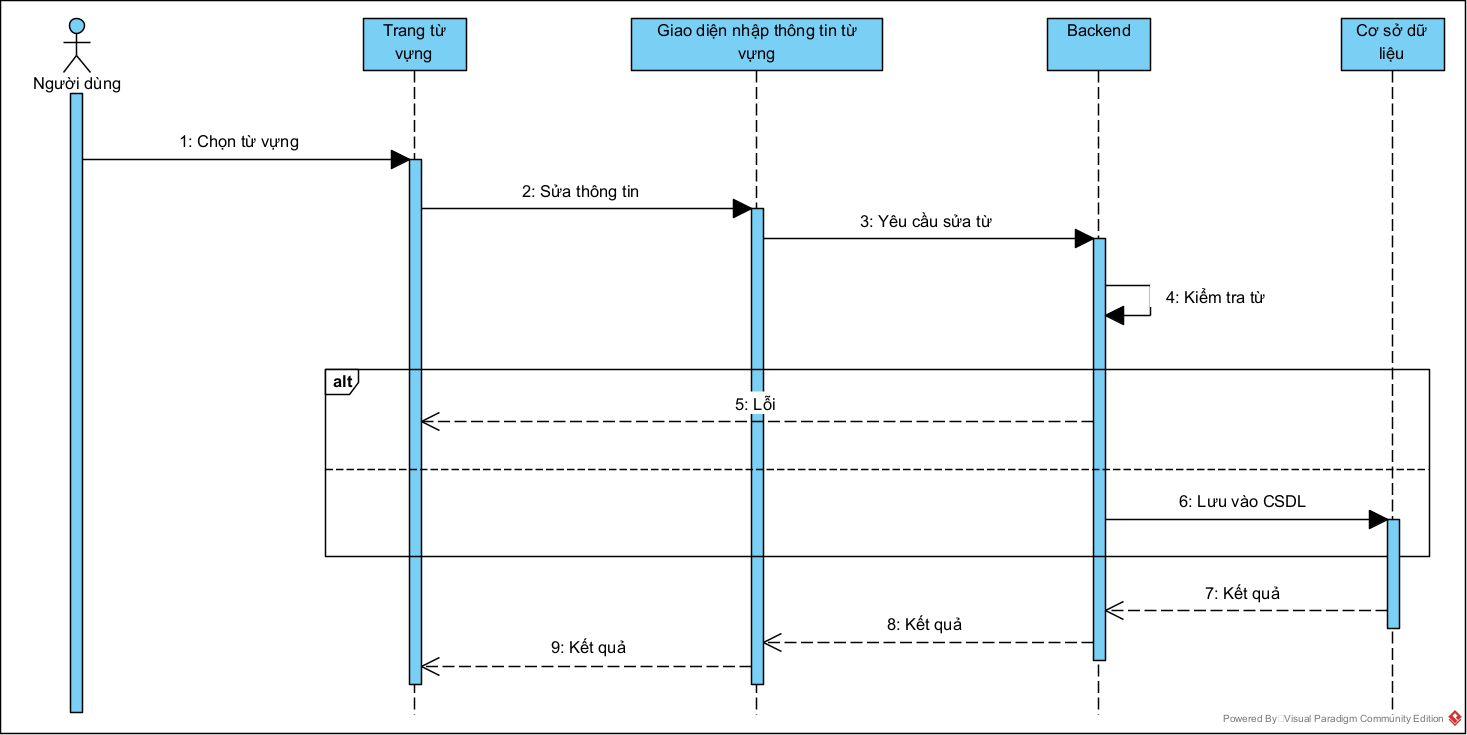 Người dùng
Trang từ
vựng
Giao diện nhập thông tin từ
vựng
Backend
Cơ sở dữ
liệu
1: Chọn từ vựng
2: Sửa thông tin
3: Yêu cầu sửa từ
4: Kiểm tra từ
alt
5: Lỗi
6: Lưu vào CSDL
7: Kết quả
8: Kết quả
9: Kết quả
Powered By Visual Paradigm Community Edition